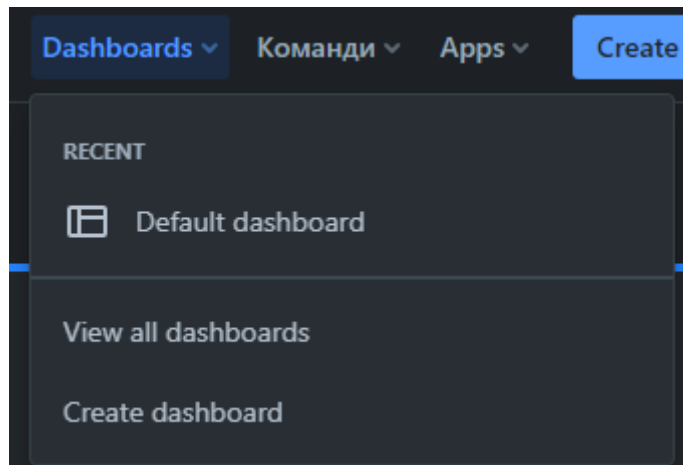 Dashboards Команди Apps Create
RECENT
Default dashboard
View all dashboards
Create dashboard